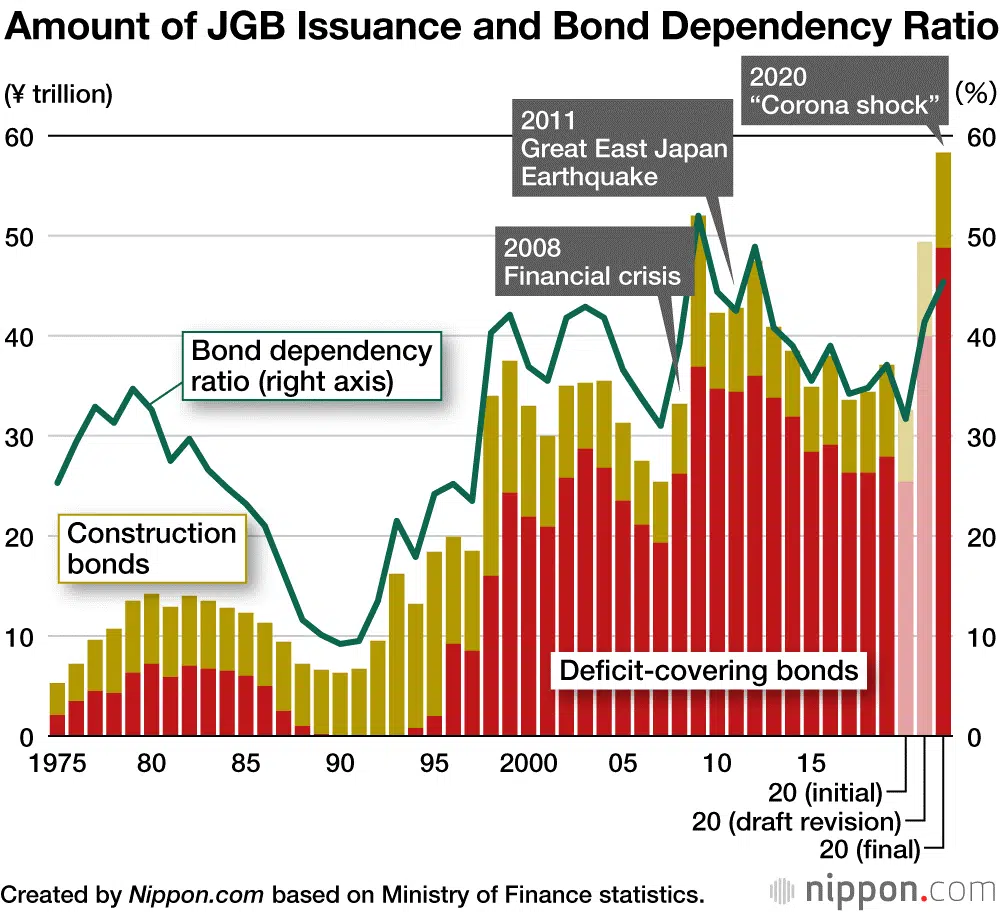 Amount of JGB Issuance and Bond Dependency Ratio
(¥ trillion)
(%)
2020
“Corona shock”
2011
Great East Japan
Earthquake
2008
Financial crisis
Bond dependency
ratio (right axis)
Construction
bonds
Deficit-covering bonds
60
50
40
30
20
10
0
60
50
40
30
20
10
0
1975 80 85 90 95 2000 05 10 15
20 (initial)
20 (draft revision)
20 (final)
Created by Nippon.com based on Ministry of Finance statistics.
nippon.com